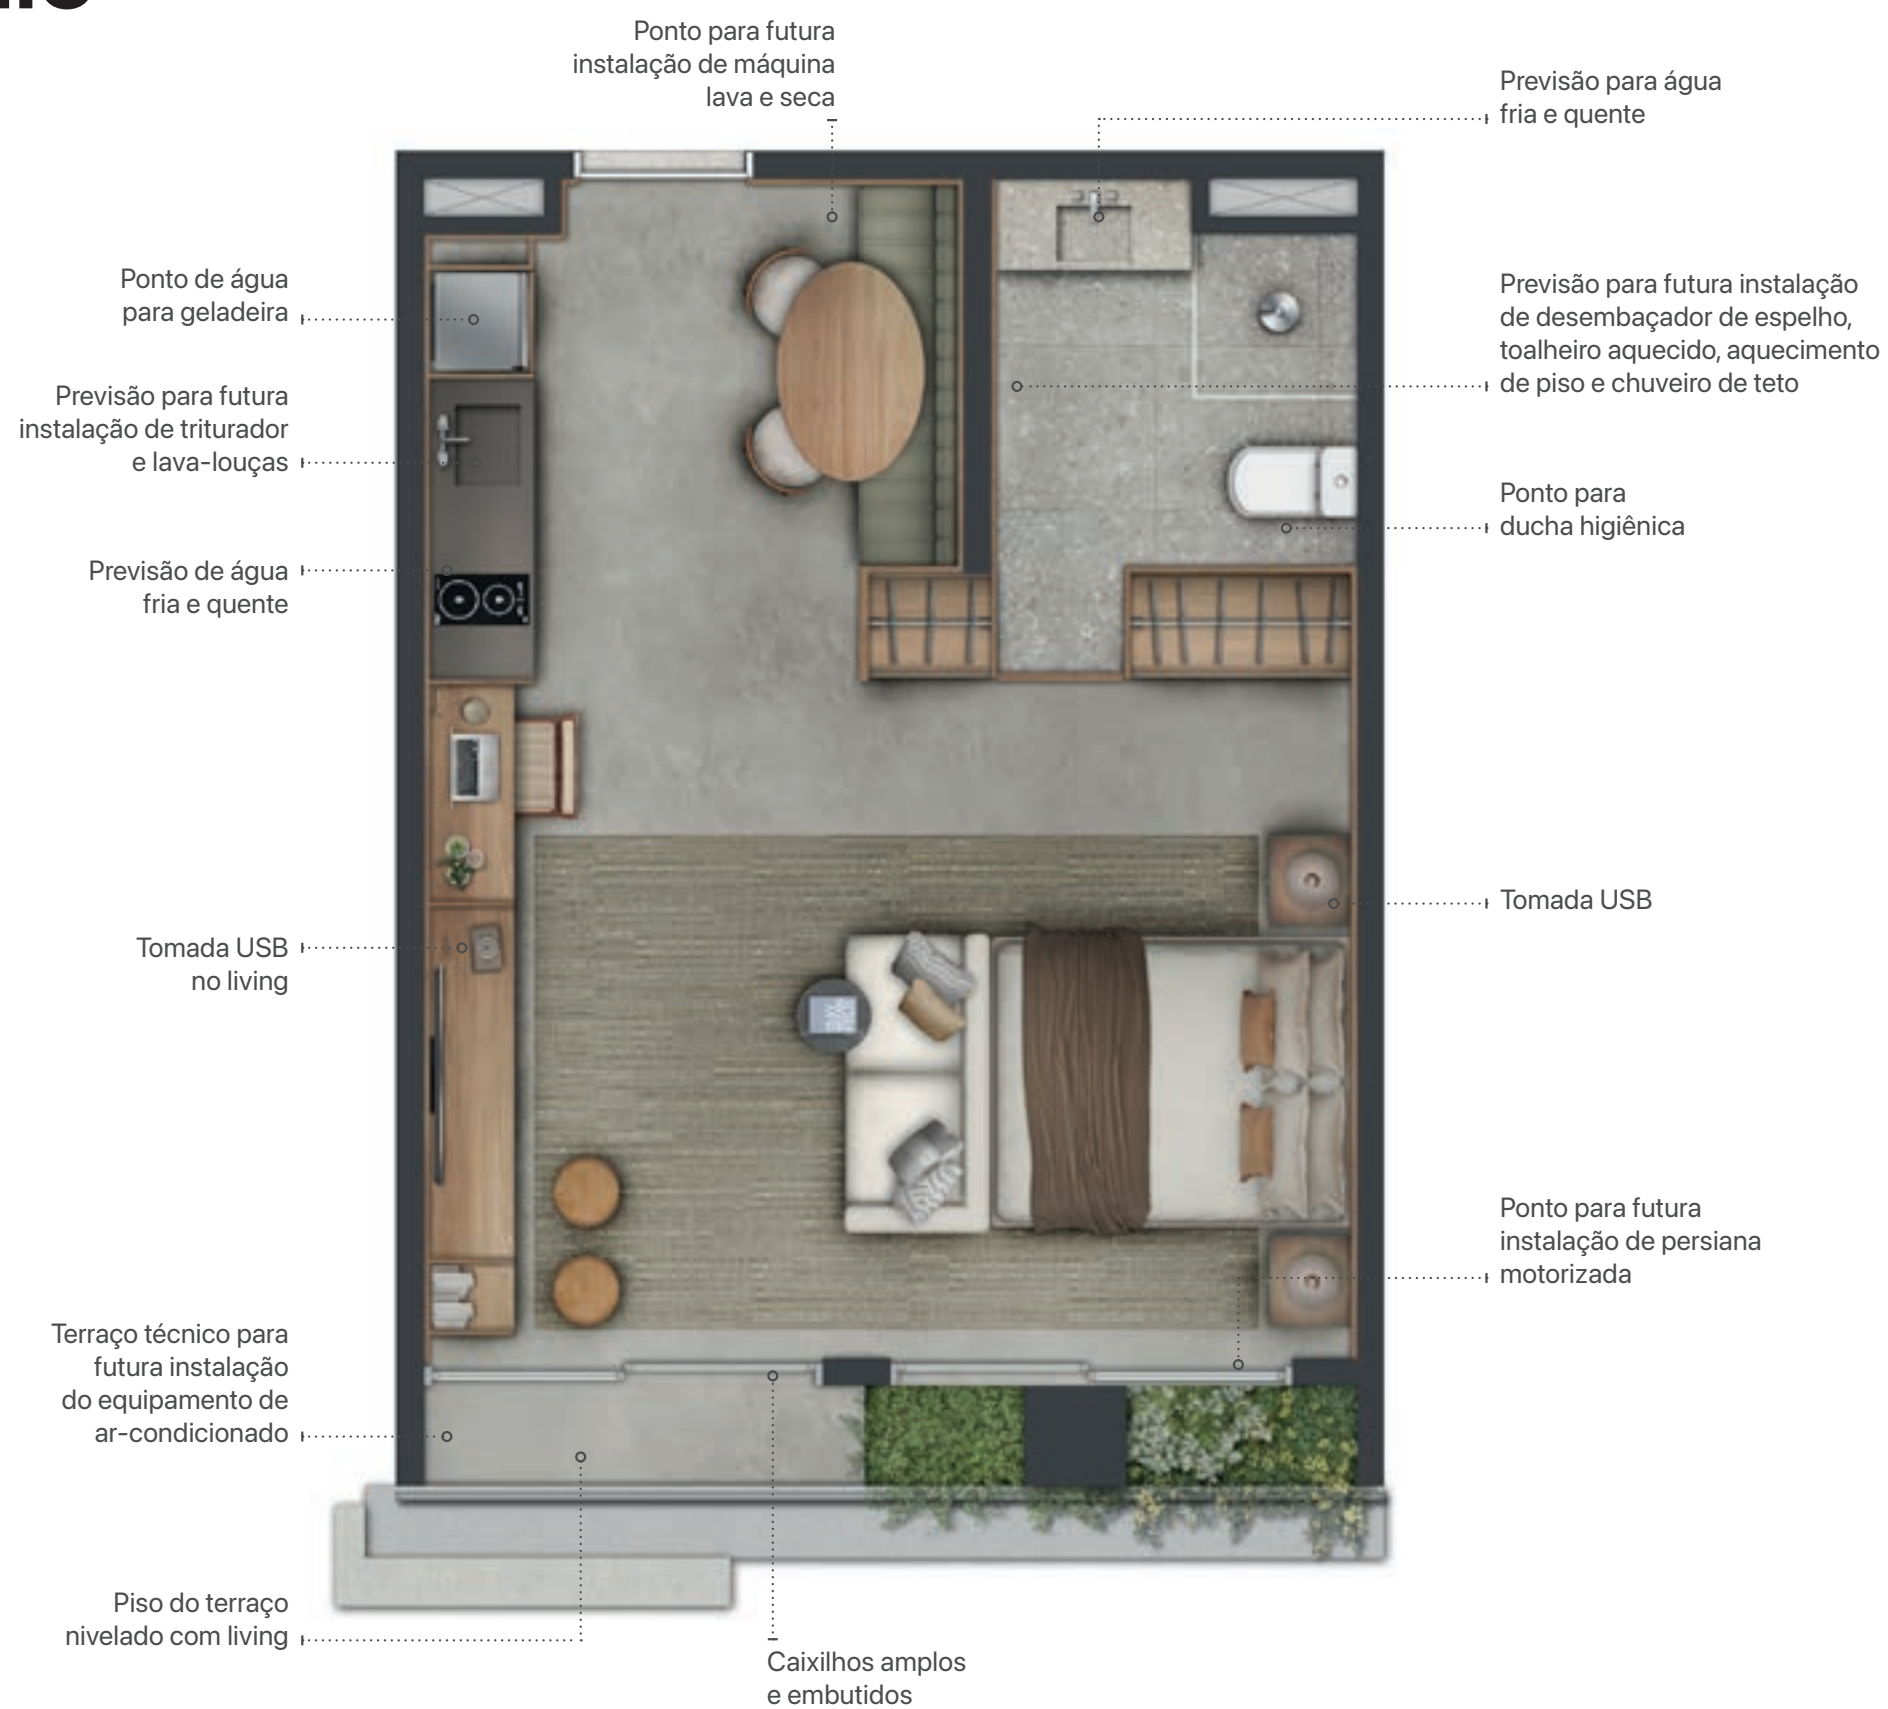 Ponto para futura
instalação de máquina
lava e seca
Previsão para água
fria e quente
Ponto de água
para geladeira
Previsão para futura instalação
de desembaçador de espelho,
toalheiro aquecido, aquecimento
de piso e chuveiro de teto
Previsão para futura
instalação de triturador
e lava-louças
Ponto para
ducha higiênica
Previsão de água
fria e quente
Tomada USB
Tomada USB
no living
Ponto para futura
instalação de persiana
motorizada
Terraço técnico para
futura instalação
do equipamento de
ar-condicionado
Piso do terraço
nivelado com living
Caixilhos amplos
e embutidos